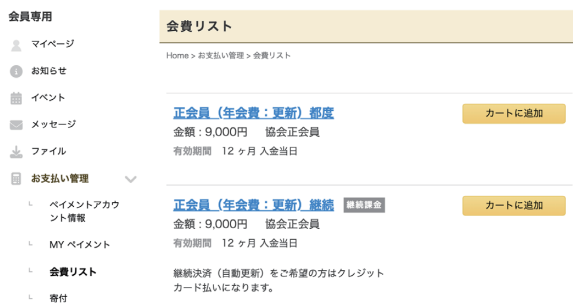 会員専用
マイページ
お知らせ
イベント
メッセージ
ファイル
お支払い管理
ペイメントアカウ
ント情報
MY ペイメント
会費リスト
寄付
会費リスト
Home > お支払い管理 > 会費リスト
正会員（年会費：更新）都度
カートに追加
金額 : 9,000円 協会正会員
有効期間 12 ヶ月 入金当日
正会員（年会費：更新）継続 継続課金
カートに追加
金額 : 9,000円 協会正会員
有効期間 12 ヶ月 入金当日
継続決済（自動更新）をご希望の方はクレジット
カード払いになります。